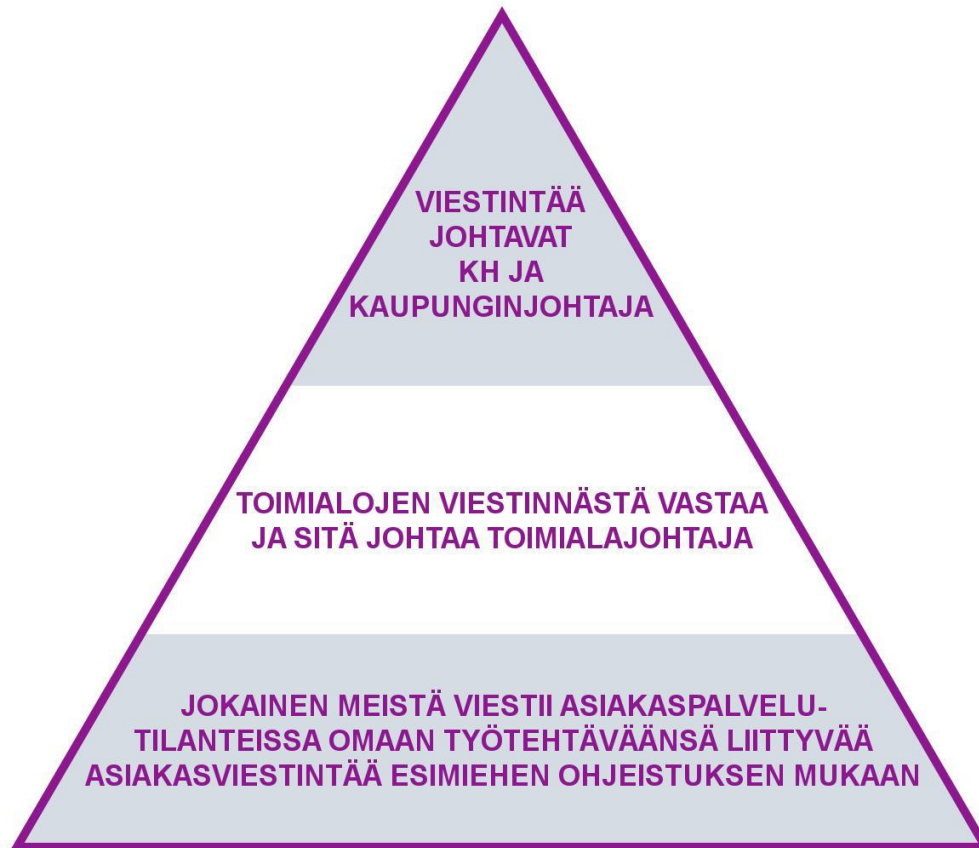 VIESTINTÄÄ
JOHTAVAT
KH JA
KAUPUNGINJOHTAJA
TOIMIALOJEN VIESTINNÄSTÄ VASTAA
JA SITÄ JOHTAA TOIMIALAJOHTAJA
JOKAINEN MEISTÄ VIESTII ASIAKASPALVELU-
TILANTEISSA OMAAN TYÖTEHTÄVÄÄNSÄ LIITTYVÄÄ
ASIAKASVIESTINTÄÄ ESIMIEHEN OHJEISTUKSEN MUKAAN